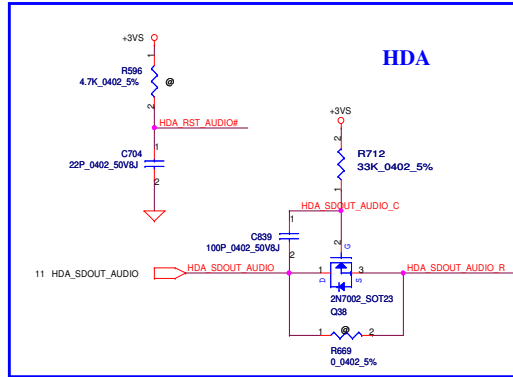 +3VS
HDA
1
R596
4.7K_0402_5%
@
2
HDA_RST_AUDIO#
+3VS
1
C704
22P_0402_50V8J
2
2
R712
33K_0402_5%
1
HDA_SDOUT_AUDIO_C
1
C839
100P_0402_50V8J
2
2
G
11 HDA_SDOUT_AUDIO
HDA_SDOUT_AUDIO
1
3
HDA_SDOUT_AUDIO_R
D
S
2N7002_SOT23
Q38
1
@
2
R669
0_0402_5%